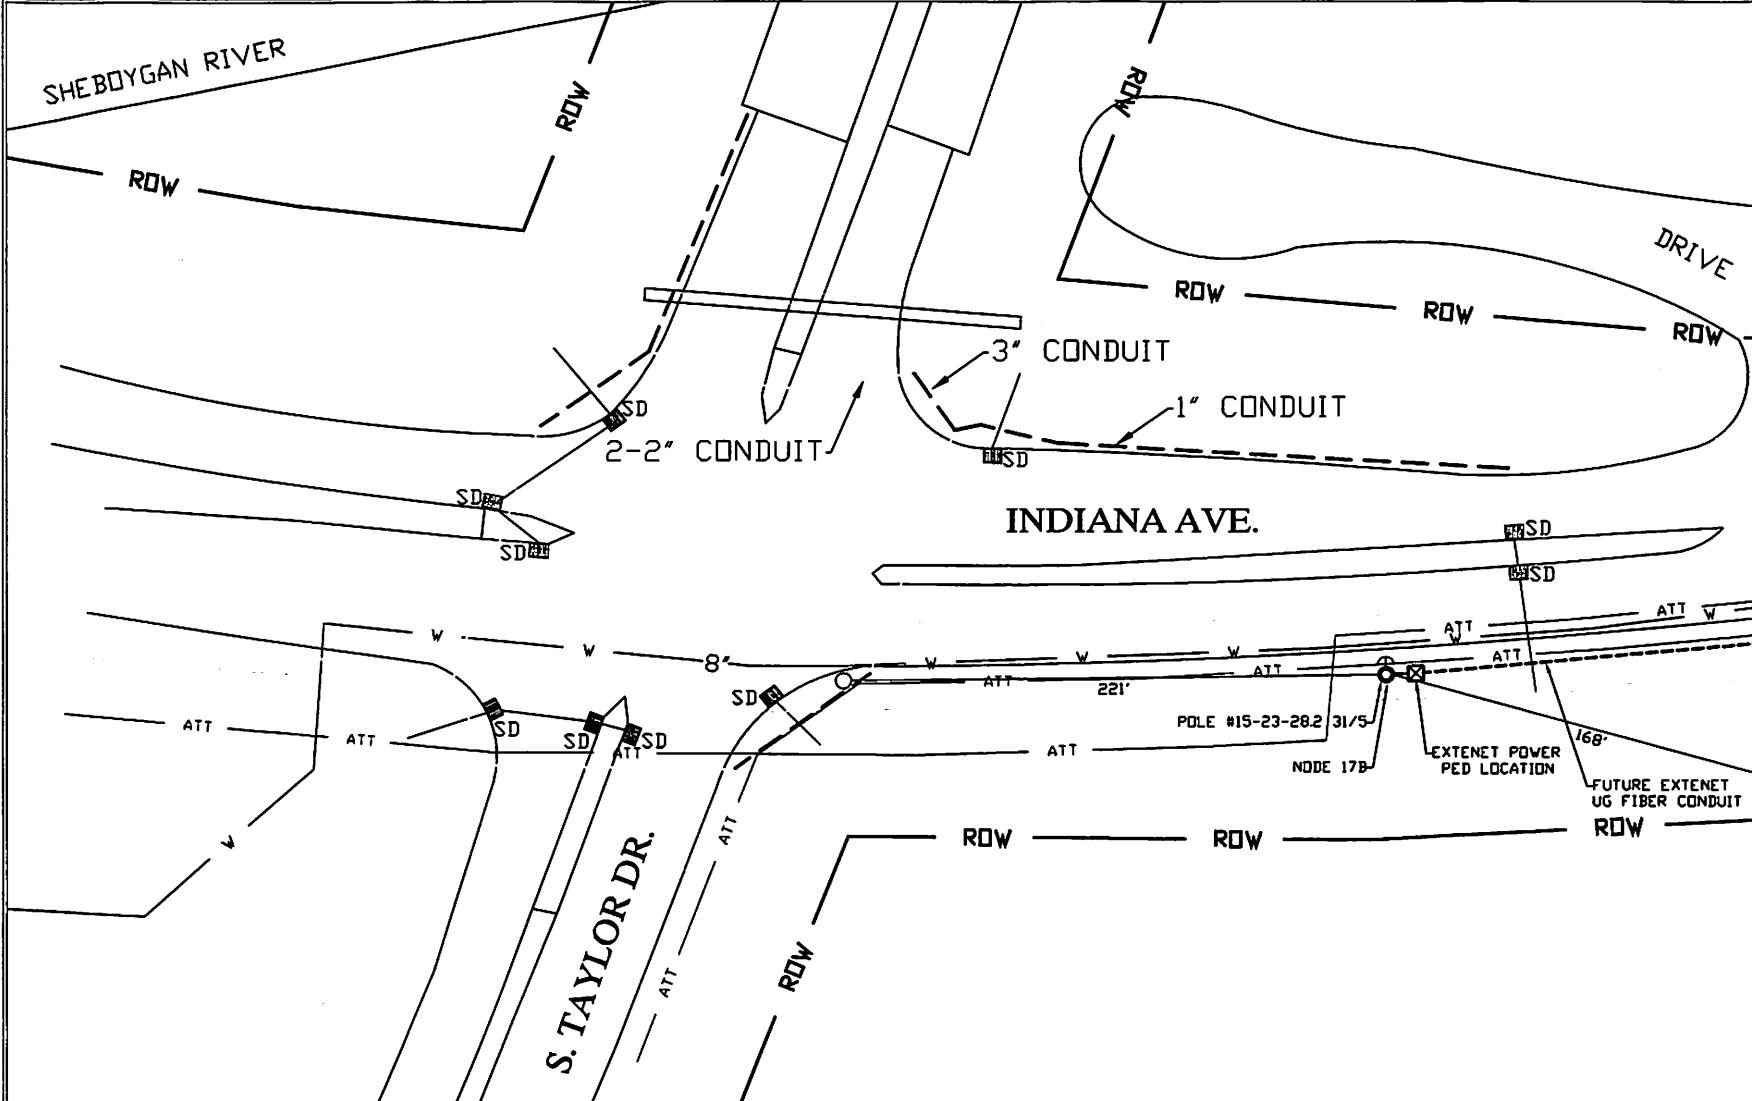 SHEBOYGAN RIVER
ROW
ROW
ROW
DRIVE
ROW
ROW
ROW
ROW
3" CONDUIT
1" CONDUIT
SD
2-2" CONDUIT
SD
SD
SD
INDIANA AVE.
SD
SD
ATT
W
ATT
W
W
W
8"
W
W
W
ATT
ATT
ATT
221'
SD
POLE #15-23-28.2 31/5
SD
SD
SD
ATT
ATT
ATT
ATT
168'
NODE 17B
EXTENET POWER
PED LOCATION
FUTURE EXTENET
UG FIBER CONDUIT
W
ATT
ROW
ROW
ROW
S. TAYLOR DR.
ATT
ROW